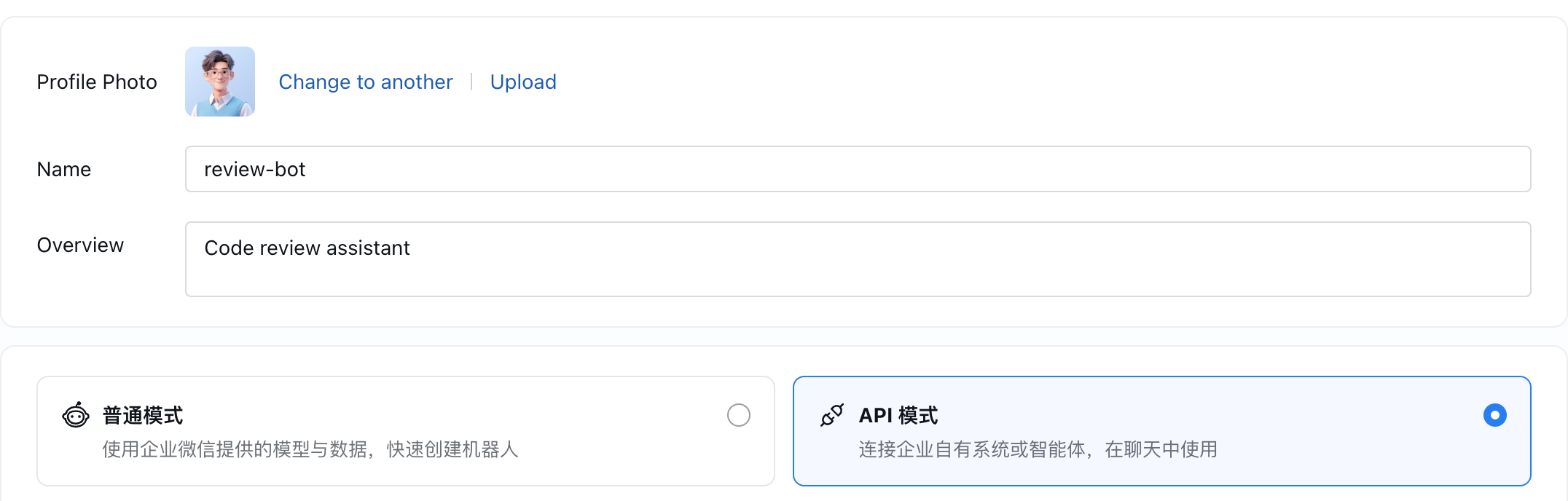 Profile Photo
Change to another | Upload
Name
review-bot
Overview
Code review assistant
普通模式
使用企业微信提供的模型与数据，快速创建机器人
API 模式
连接企业自有系统或智能体，在聊天中使用